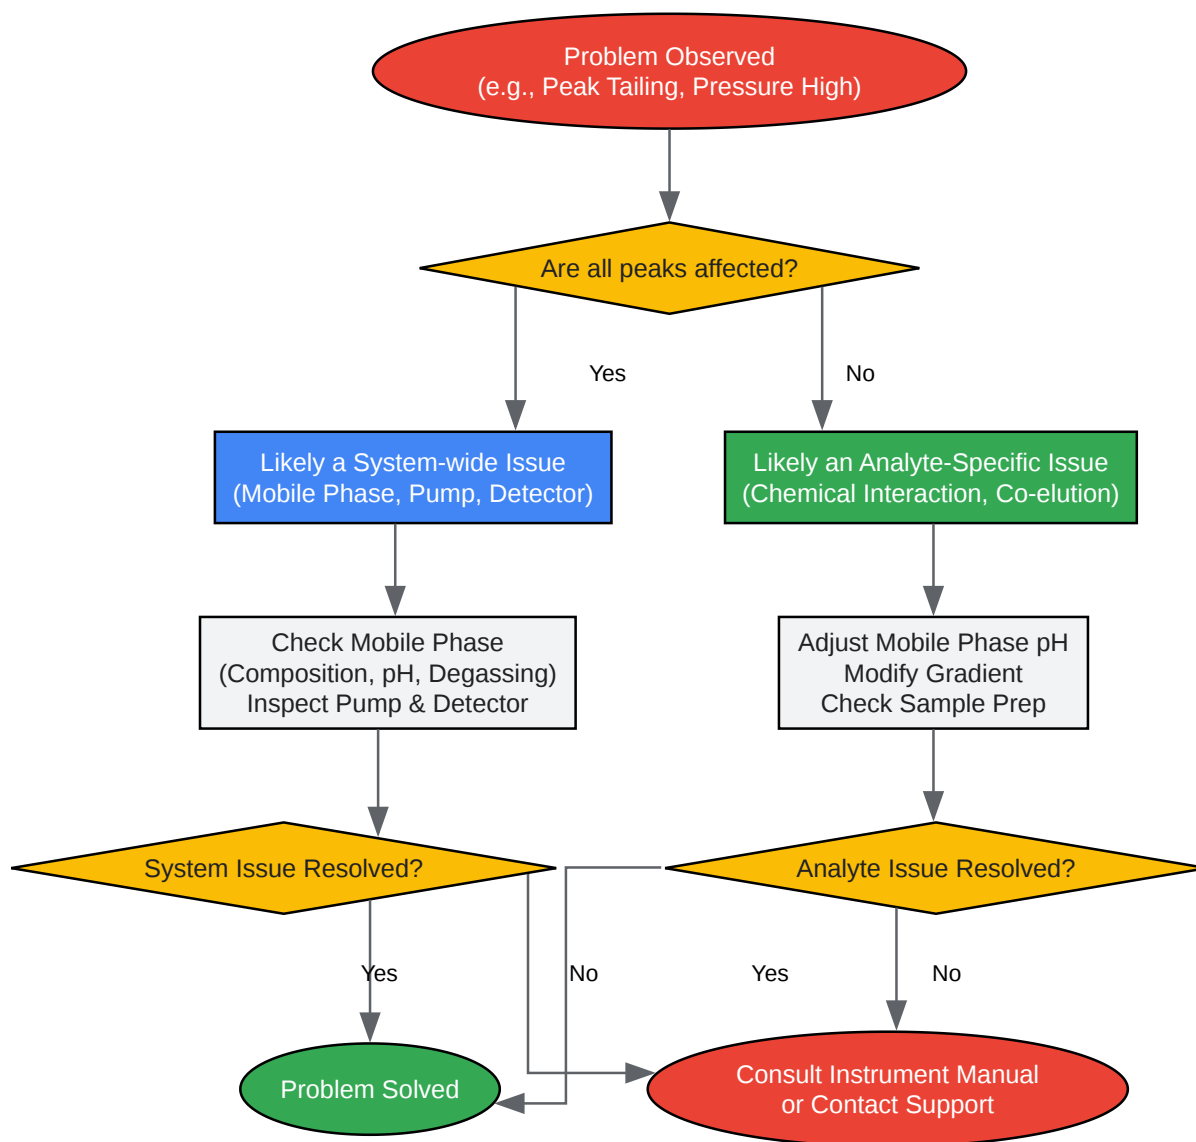 Problem Observed
(e.g., Peak Tailing, Pressure High)
Are all peaks affected?
Yes
No
Likely a System-wide Issue
(Mobile Phase, Pump, Detector)
Likely an Analyte-Specific Issue
(Chemical Interaction, Co-elution)
Check Mobile Phase
(Composition, pH, Degassing)
Inspect Pump & Detector
Adjust Mobile Phase pH
Modify Gradient
Check Sample Prep
System Issue Resolved?
Analyte Issue Resolved?
Yes
No
Yes
No
Problem Solved
Consult Instrument Manual
or Contact Support